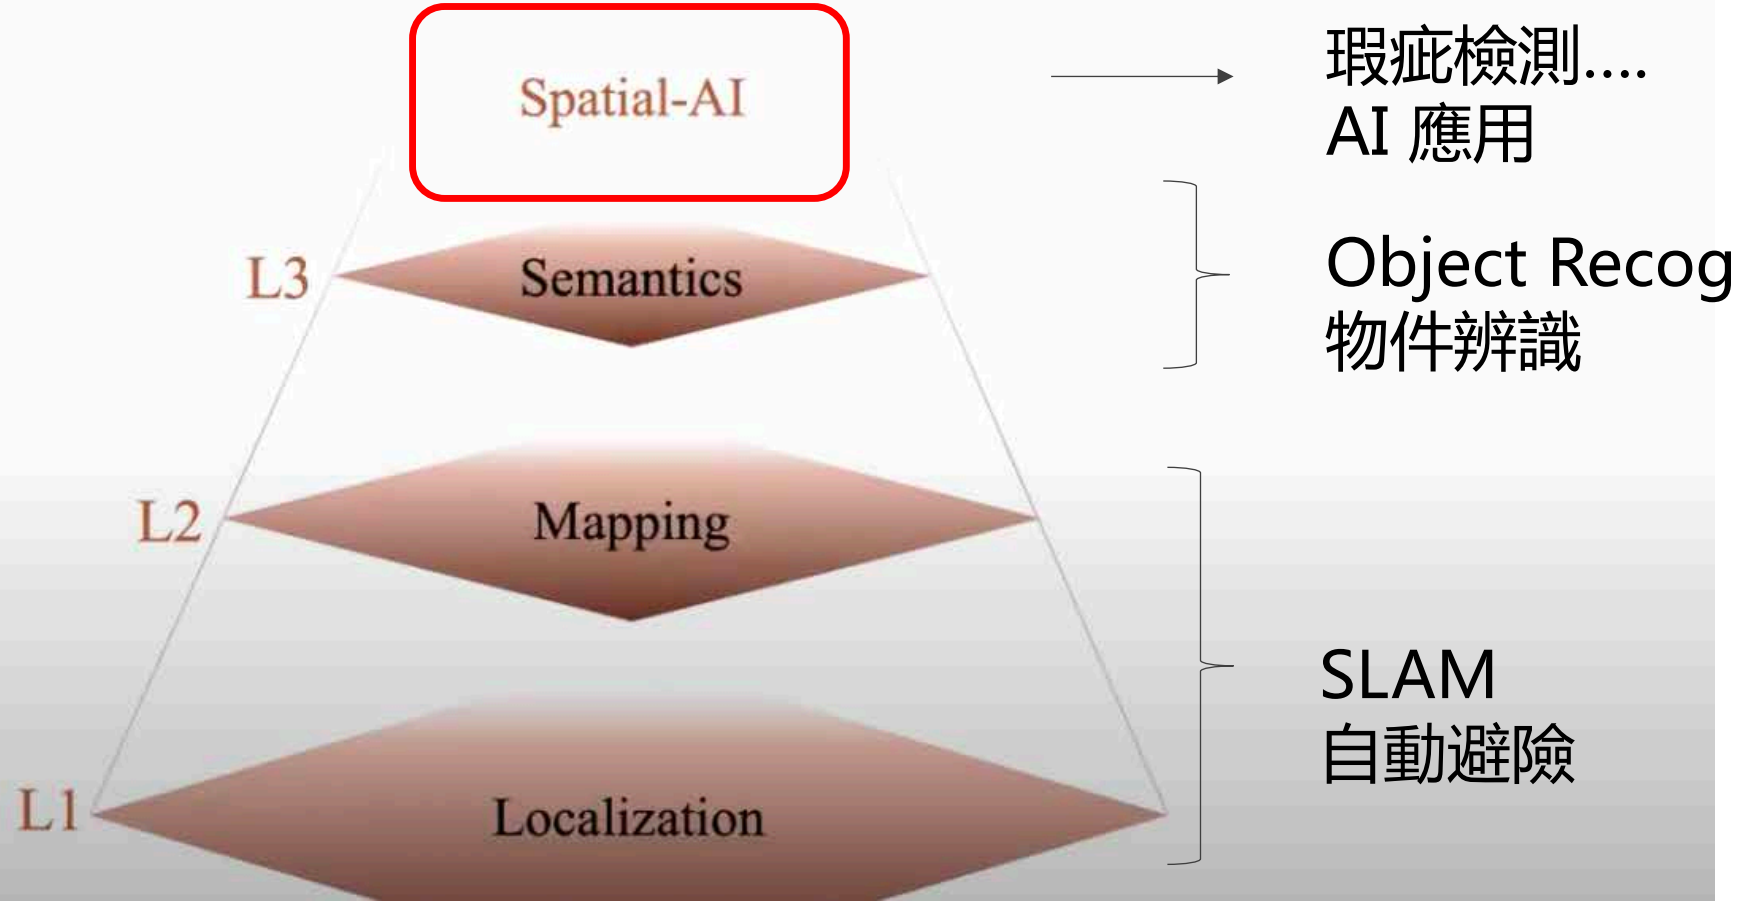 Spatial-AI
瑕疵檢測....
AI 應用
L3
Semantics
Object Recog
物件辨識
L2
Mapping
SLAM
自動避險
L1
Localization